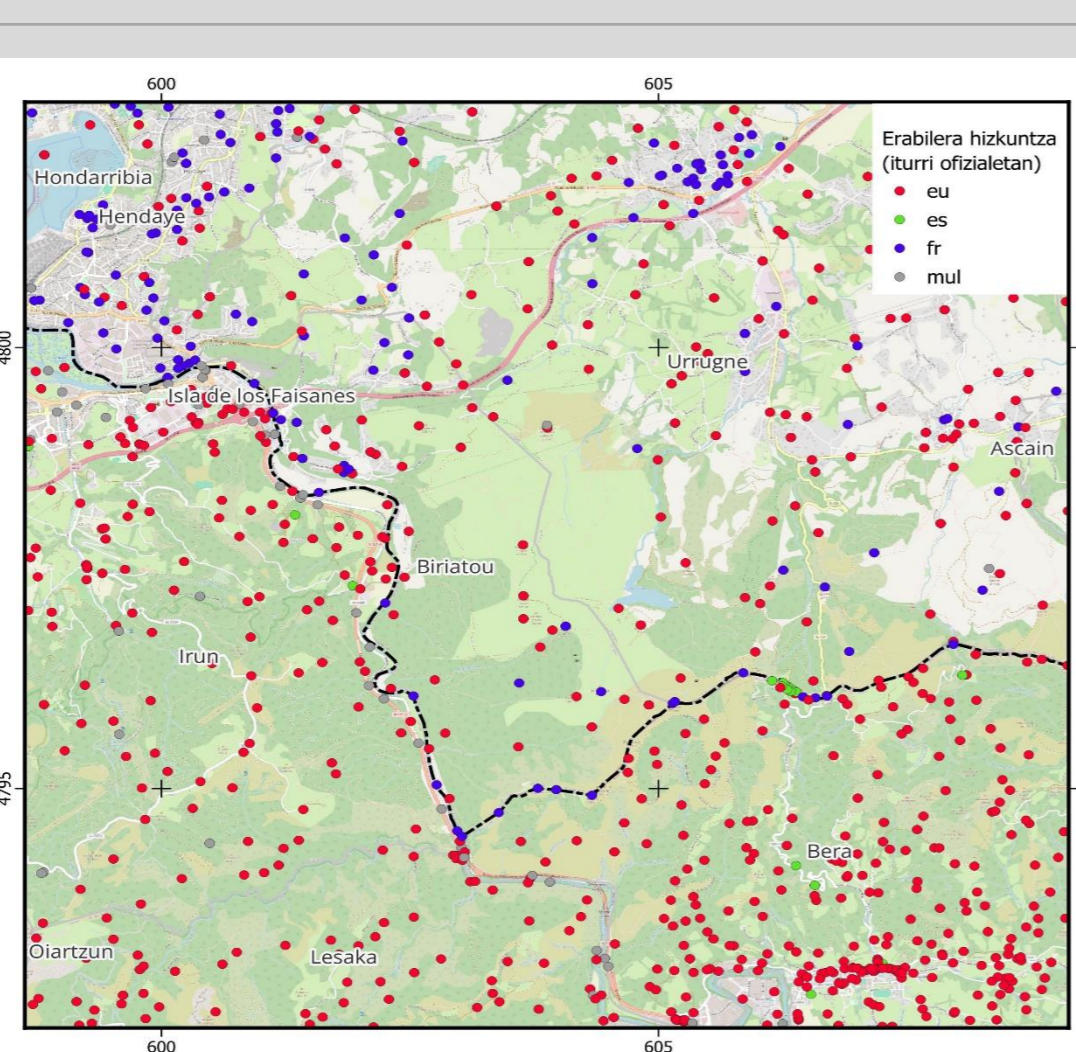 600
605
Erabilera hizkuntza
(iturri ofizialetan)
eu
es
fr
mul
Hondarribia
Hendaye
4800
Urrugne
Isla de los Faisanes
Ascain
Biriatou
Irun
4795
Bera
Oiartzun
Lesaka
600
605